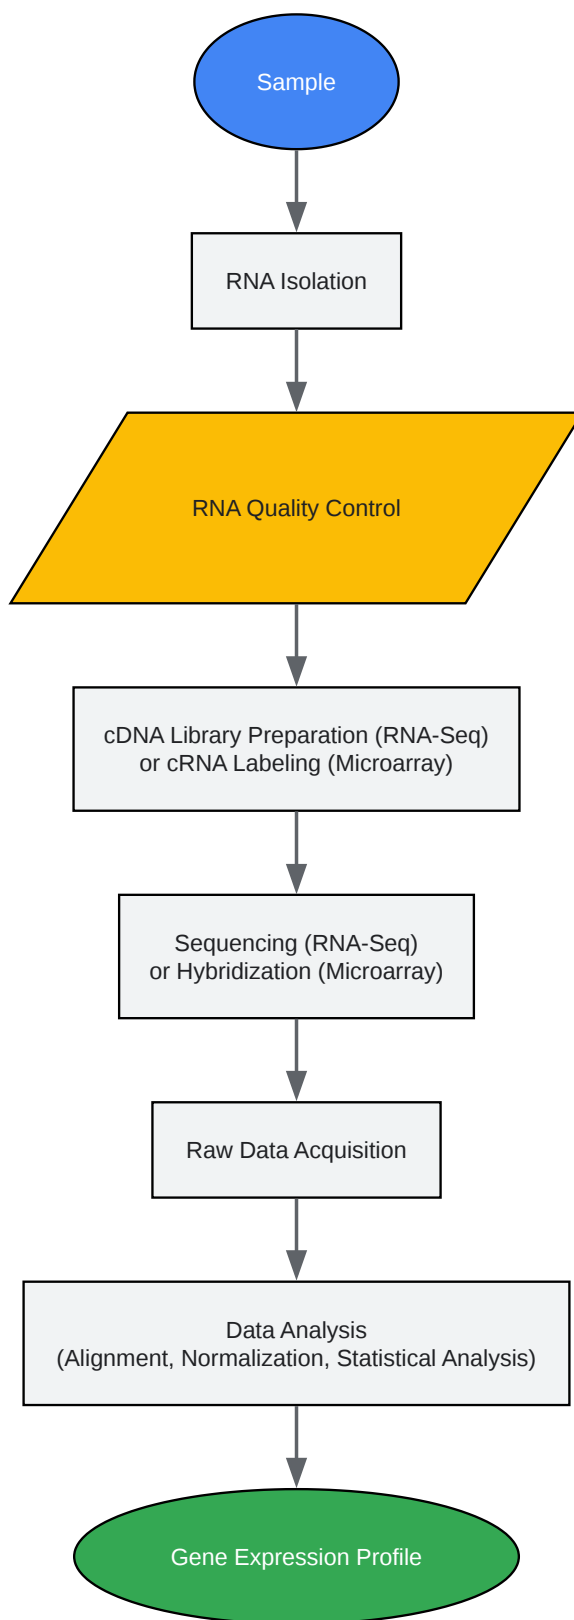 Sample
RNA Isolation
RNA Quality Control
cDNA Library Preparation (RNA-Seq)
or cRNA Labeling (Microarray)
Sequencing (RNA-Seq)
or Hybridization (Microarray)
Raw Data Acquisition
Data Analysis
(Alignment, Normalization, Statistical Analysis)
Gene Expression Profile